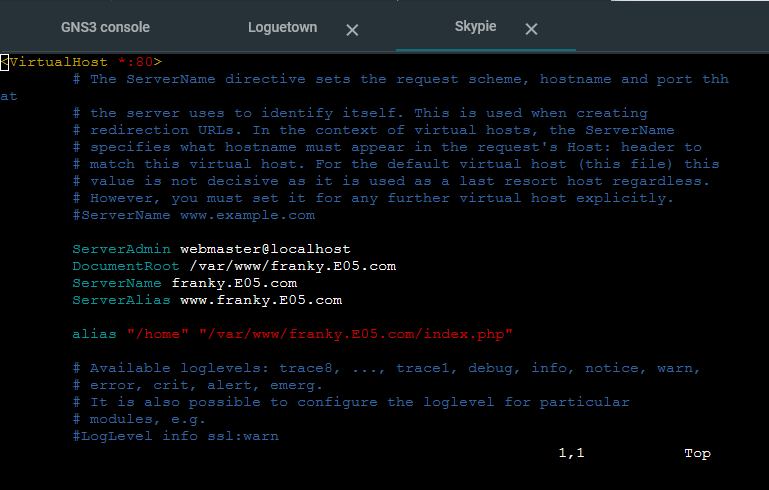 GNS3 console Loguetown Skypie
<VirtualHost *:80>
# The ServerName directive sets the request scheme, hostname and port thh
at
# the server uses to identify itself. This is used when creating
# redirection URLs. In the context of virtual hosts, the ServerName
# specifies what hostname must appear in the request's Host: header to
# match this virtual host. For the default virtual host (this file) this
# value is not decisive as it is used as a last resort host regardless.
# However, you must set it for any further virtual host explicitly.
#ServerName www.example.com
ServerAdmin webmaster@localhost
DocumentRoot /var/www/franky.E05.com
ServerName franky.E05.com
ServerAlias www.franky.E05.com
alias "/home" "/var/www/franky.E05.com/index.php"
# Available loglevels: trace8, ..., trace1, debug, info, notice, warn,
# error, crit, alert, emerg.
# It is also possible to configure the loglevel for particular
# modules, e.g.
#LogLevel info ssl:warn
1,1 Top